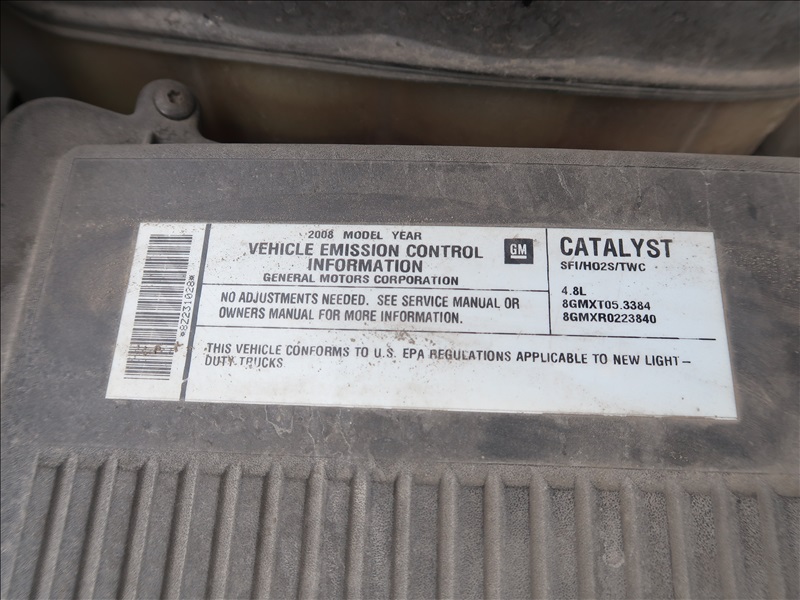 2008 MODEL YEAR
VEHICLE EMISSION CONTROL
INFORMATION
GENERAL MOTORS CORPORATION
GM
NO ADJUSTMENTS NEEDED. SEE SERVICE MANUAL OR
OWNERS MANUAL FOR MORE INFORMATION.
CATALYST
SFI/HO2S/TWC
4.8L
8GMXT05.3384
8GMXR0223840
THIS VEHICLE CONFORMS TO U.S. EPA REGULATIONS APPLICABLE TO NEW LIGHT-
DUTY TRUCKS
*8Z231028*